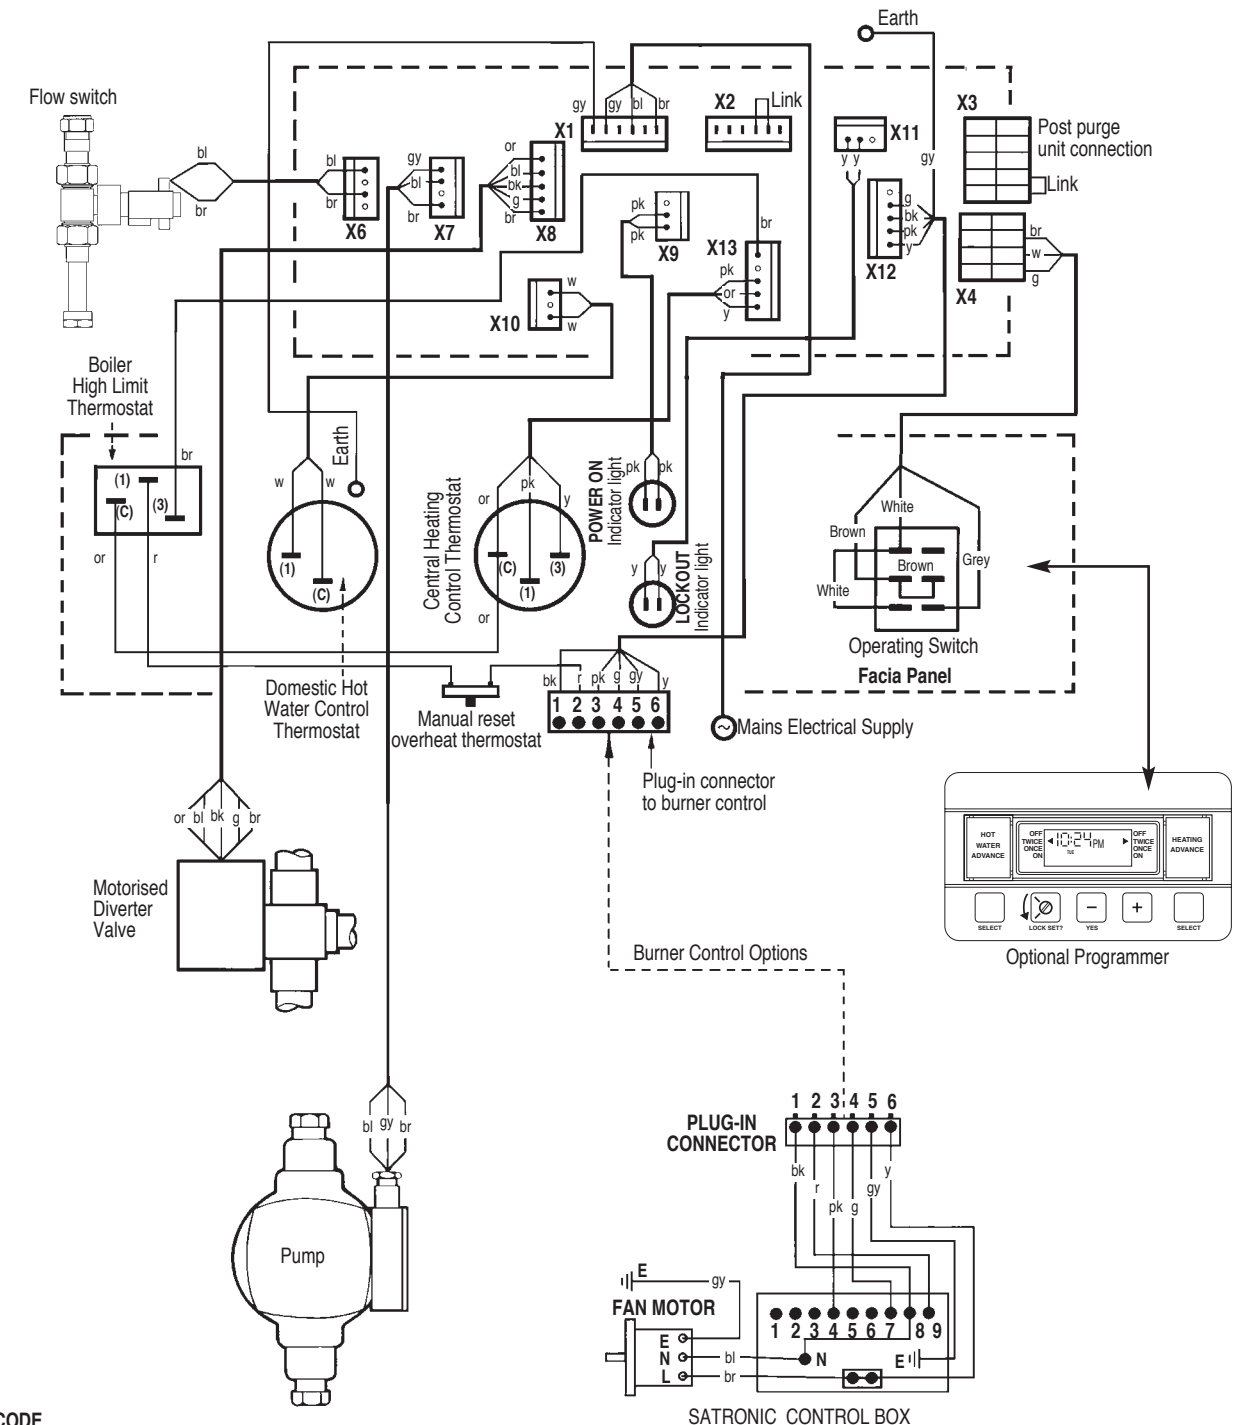 Earth
Flow switch
X2
Link
X3
gy
gy
bl
br
X1
X11
Post purge
unit connection
or
bl
gy
bl
bl
y y
gy
bl
bk
Link
br
br
br
g
br
pk
pk
br
g
bk
pk
y
br
w
g
X6
X7
X8
X9
X13
X12
pk
or
y
X4
w
X10
w
Boiler
High Limit
Thermostat
br
(1)
(C)
(3)
w
w
Earth
or
pk
y
Central Heating
Control Thermostat
POWER ON
Indicator light
pk
pk
White
Brown
or
r
(1)
(C)
(C)
(1)
(3)
y
y
LOCKOUT
Indicator light
Brown
Grey
White
or
Operating Switch
Facia Panel
bk
r
pk
g
gy
y
Domestic Hot
Water Control
Thermostat
1 2 3 4 5 6
Manual reset
overheat thermostat
Mains Electrical Supply
Plug-in connector
to burner control
or
bl
bk
g
br
HOT
WATER
ADVANCE
OFF
TWICE
ONCE
ON
10:24 PM
TUE
OFF
TWICE
ONCE
ON
HEATING
ADVANCE
Motorised
Diverter
Valve
−
+
SELECT
LOCK SET?
YES
SELECT
Burner Control Options
Optional Programmer
bl
gy
br
1 2 3 4 5 6
PLUG-IN
CONNECTOR
bk
r
pk
g
gy
y
Pump
E
gy
FAN MOTOR
1 2 3 4 5 6 7 8 9
E
N
L
bl
br
N
E
SATRONIC CONTROL BOX
CODE